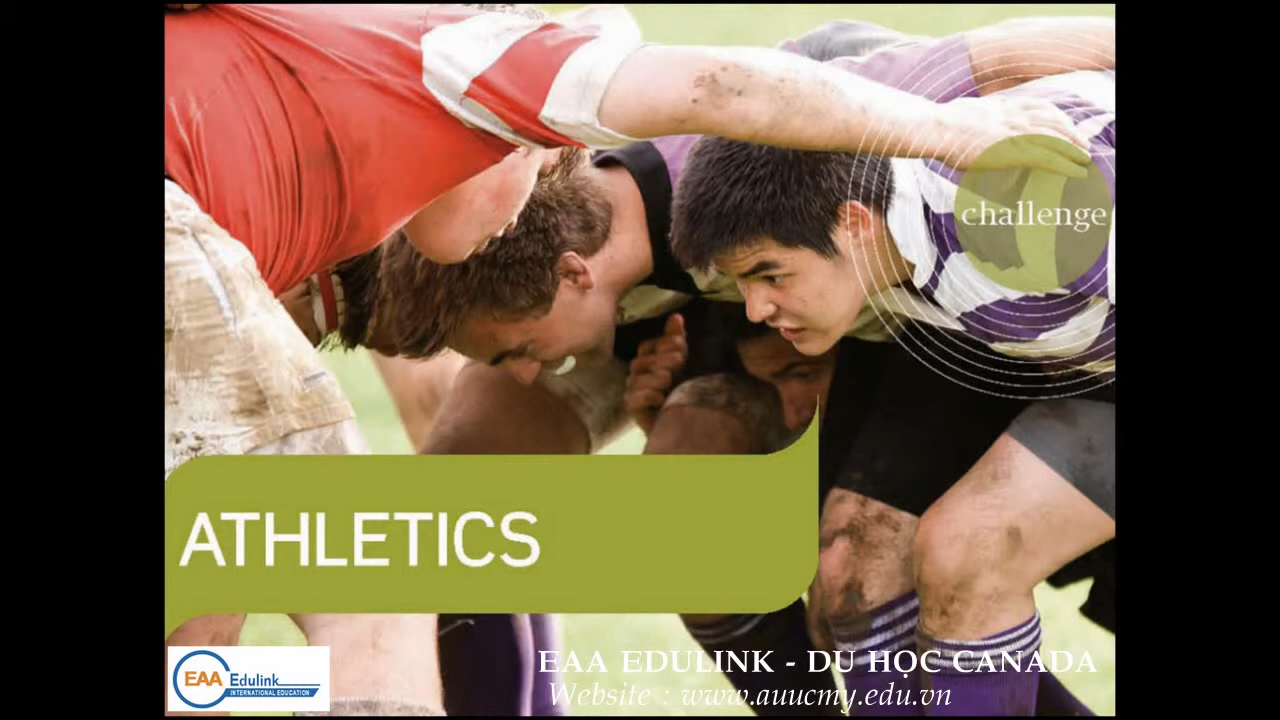 challenge
ATHLETICS
EAA Edulink
INTERNATIONAL EDUCATION
EAA EDULINK - DU HỌC CANADA
Website : www.auucmy.edu.vn